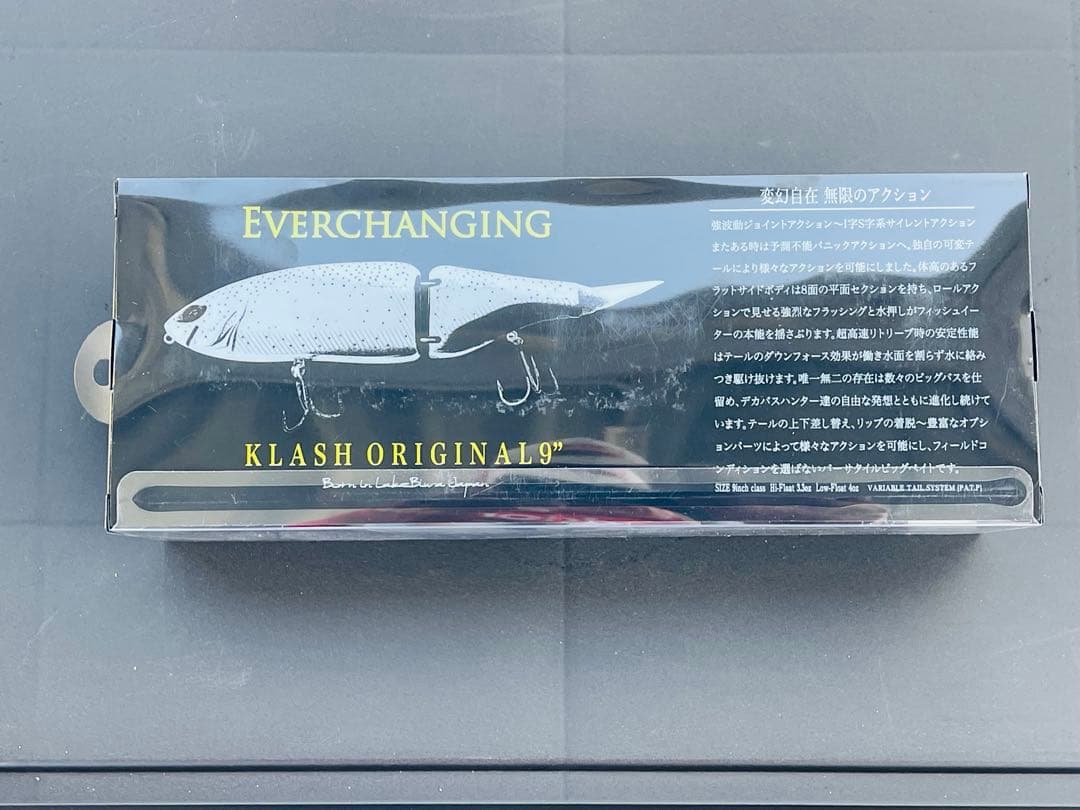 EVERCHANGING
KLASH ORIGINAL 9”
Born in Lake Biwa Japan
変幻自在 無限のアクション
強波動ジョイントアクション〜I字S字系サイレントアクション
またある時は予測不能パニックアクションへ。独自の可変テ
ールにより様々なアクションを可能にしました。体高のあるフ
ラットサイドボディは8面の平面セクションを持ち、ロールアク
ションで見せる強烈なフラッシングと水押しがフィッシュイー
ターの本能を揺さぶります。超高速リトリーブ時の安定性能
はテールのダウンフォース効果が働き水面を割らず水に絡み
つき駆け抜けます。唯一無二の存在は数々のビッグバスを仕
留め、デカバスハンター達の自由な発想とともに進化し続けて
います。テールの上下差し替え、リップの着脱〜豊富なオプシ
ョンパーツによって様々なアクションを可能にし、フィールドコ
ンディションを選ばないバーサタイルビッグベイトです。
SIZE 9inch class Hi-Float 3.5oz Low-Float 4oz VARIABLE TAIL SYSTEM (PAT.P)